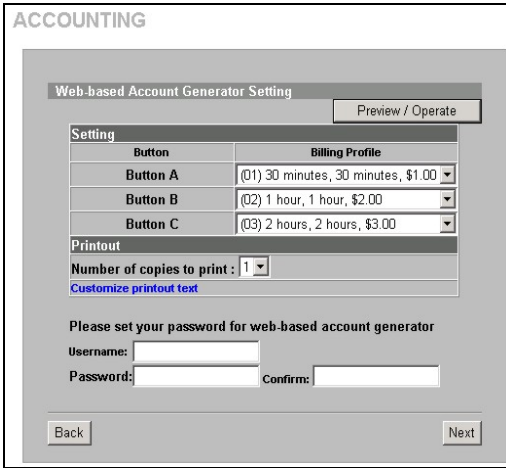 ACCOUNTING
Web-based Account Generator Setting
Preview / Operate
Setting
Button Billing Profile
Button A (01) 30 minutes, 30 minutes, $1.00
Button B (02) 1 hour, 1 hour, $2.00
Button C (03) 2 hours, 2 hours, $3.00
Printout
Number of copies to print : 1
Customize printout text
Please set your password for web-based account generator
Username:
Password: Confirm:
Back Next